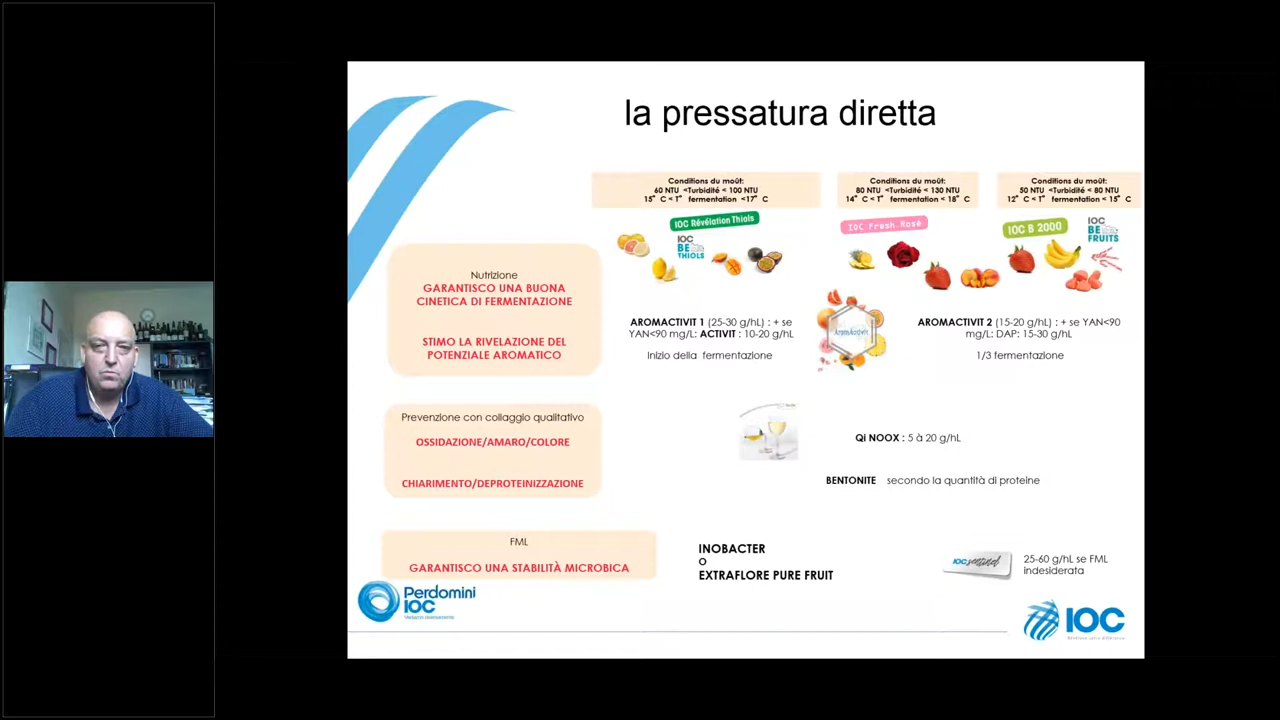 la pressatura diretta
Conditions du moût:
60 NTU <Turbidité < 100 NTU
15° C < T° fermentation <17° C
Conditions du moût:
80 NTU <Turbidité < 130 NTU
14° C < T° fermentation < 18° C
Conditions du moût:
50 NTU <Turbidité < 80 NTU
12° C < T° fermentation < 15° C
IOC Révélation Thiols
IOC
BE
THIOLS
IOC Fresh Rosé
IOC B 2000
IOC
BE
FRUITS
Nutrizione
GARANTISCO UNA BUONA
CINETICA DI FERMENTAZIONE
STIMO LA RIVELAZIONE DEL
POTENZIALE AROMATICO
AROMACTIVIT 1 (25-30 g/hL) : + se
YAN<90 mg/L: ACTIVIT : 10-20 g/hL
Inizio della fermentazione
AromActivit
AROMACTIVIT 2 (15-20 g/hL) : + se YAN<90
mg/L: DAP: 15-30 g/hL
1/3 fermentazione
Prevenzione con collaggio qualitativo
OSSIDAZIONE/AMARO/COLORE
CHIARIMENTO/DEPROTEINIZZAZIONE
Qi NOOX : 5 à 20 g/hL
BENTONITE secondo la quantità di proteine
FML
GARANTISCO UNA STABILITÀ MICROBICA
INOBACTER
O
EXTRAFLORE PURE FRUIT
IOC sentinel
25-60 g/hL se FML
indesiderata
Perdomini
IOC
IOC